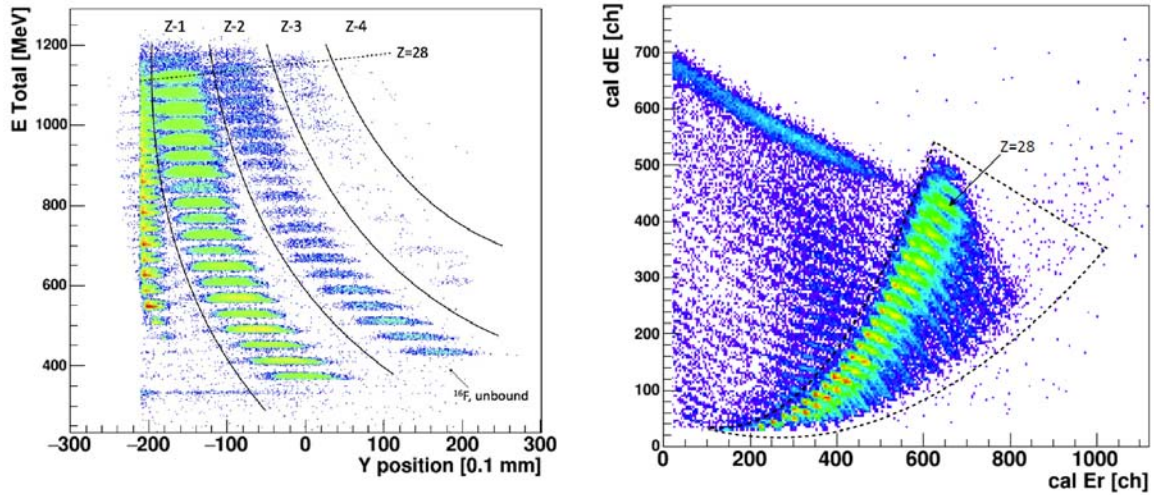 Z-1 Z-2 Z-3 Z-4
Z=28
E Total [MeV]
1200
1000
800
600
400
¹⁶F, unbound
−300 −200 −100 0 100 200 300
Y position [0.1 mm]
cal dE [ch]
700
600
500
400
300
200
100
0
Z=28
0 200 400 600 800 1000
cal Er [ch]